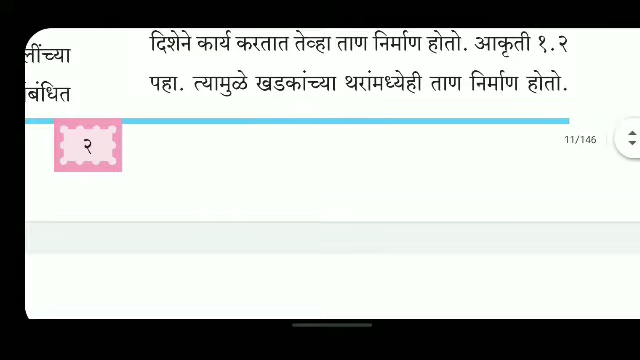 दिशेने कार्य करतात तेव्हा ताण निर्माण होतो. आकृती १.२
पहा. त्यामुळे खडकांच्या थरांमध्येही ताण निर्माण होतो.
२
11/146